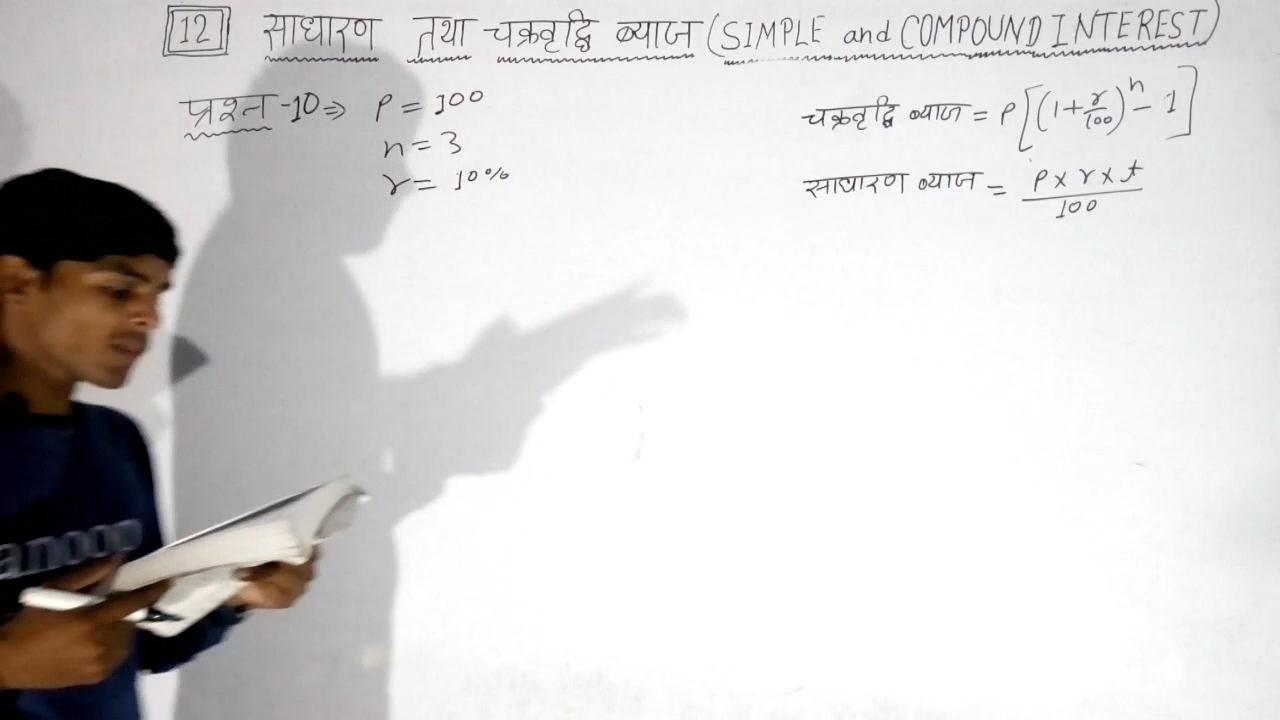 12 साधारण तथा चक्रवृद्धि ब्याज (SIMPLE and COMPOUND INTEREST)
प्रश्न-10⇒ P = 100
n = 3
r = 10%
चक्रवृद्धि ब्याज = P[(1+r/100)^n - 1]
साधारण ब्याज = P x r x t / 100
anoop